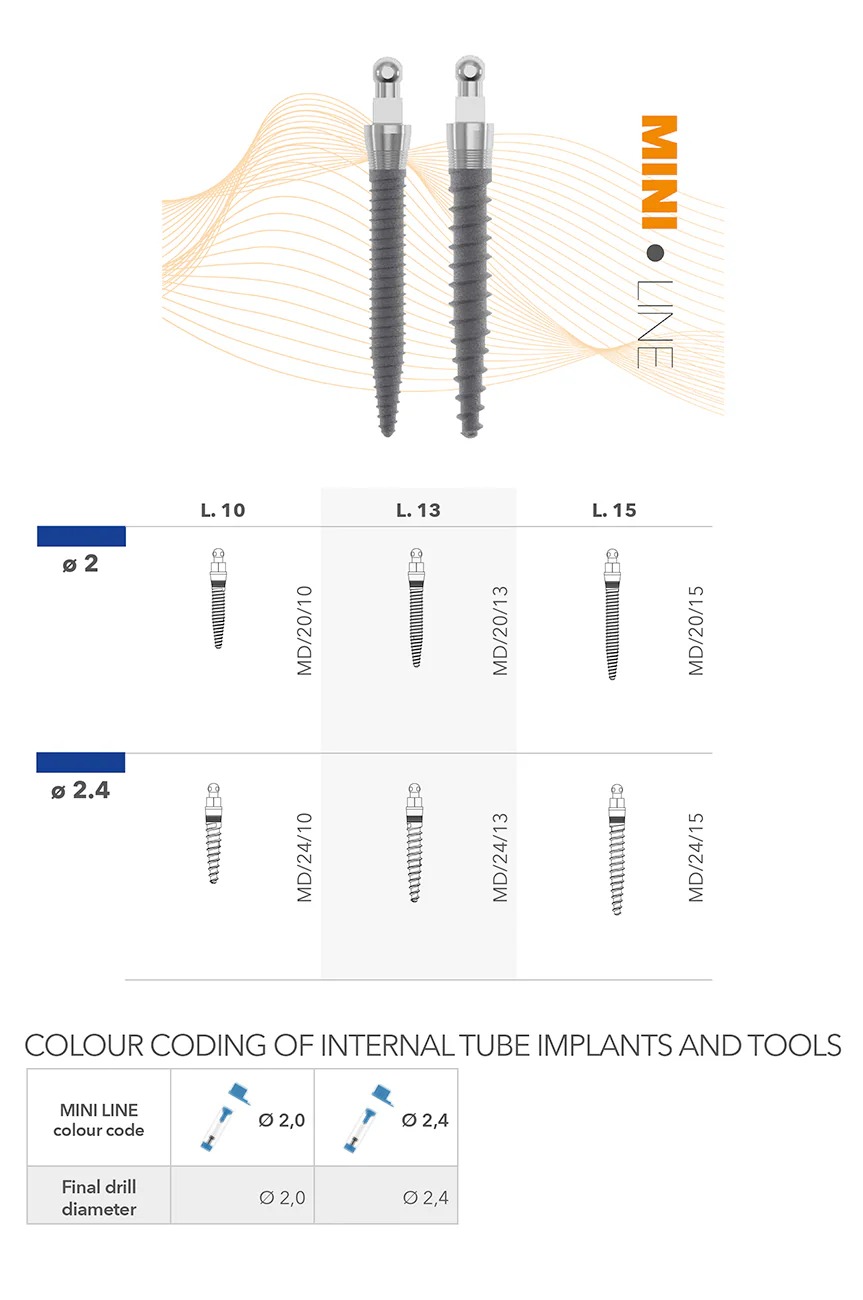 MINI • LINE
L. 10 L. 13 L. 15
ø 2
MD/20/10 MD/20/13 MD/20/15
ø 2.4
MD/24/10 MD/24/13 MD/24/15
COLOUR CODING OF INTERNAL TUBE IMPLANTS AND TOOLS
MINI LINE
colour code
Ø 2,0 Ø 2,4
Final drill
diameter
Ø 2,0 Ø 2,4